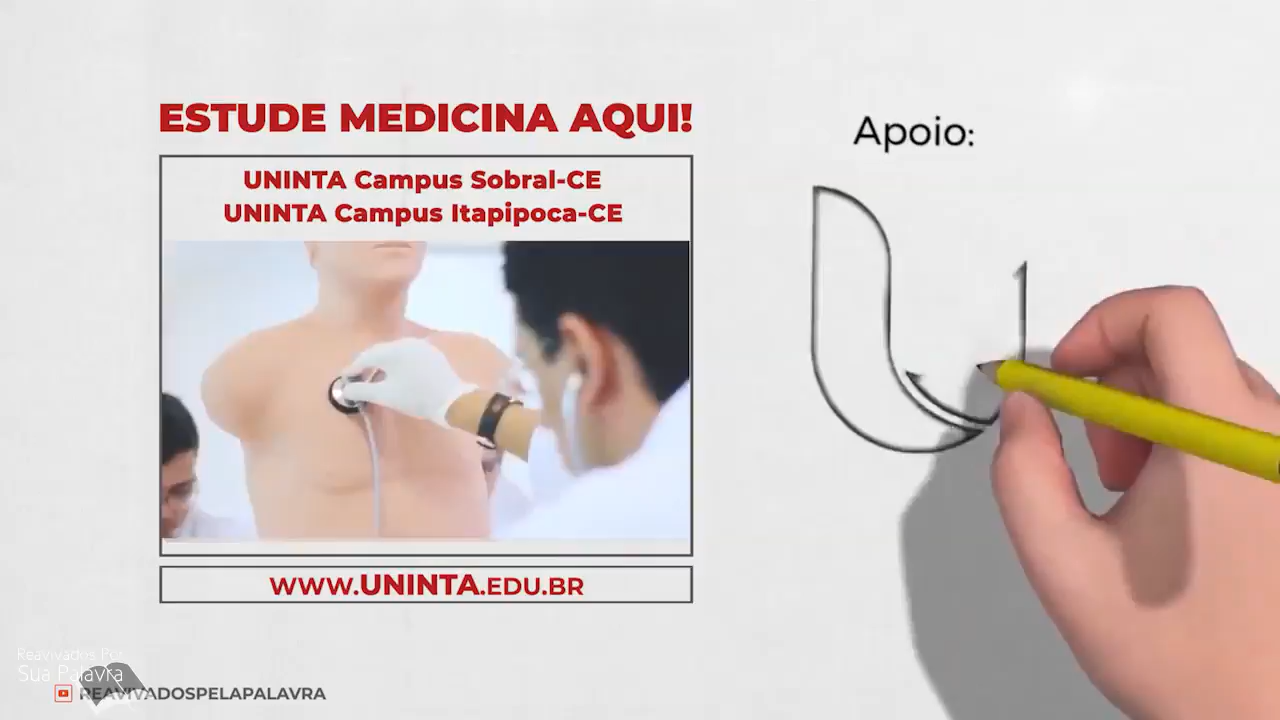 ESTUDE MEDICINA AQUI!
UNINTA Campus Sobral-CE
UNINTA Campus Itapipoca-CE
WWW.UNINTA.EDU.BR
Apoio:
Reavivados Por
Sua Palavra
REAVIVADOSPELAPALAVRA